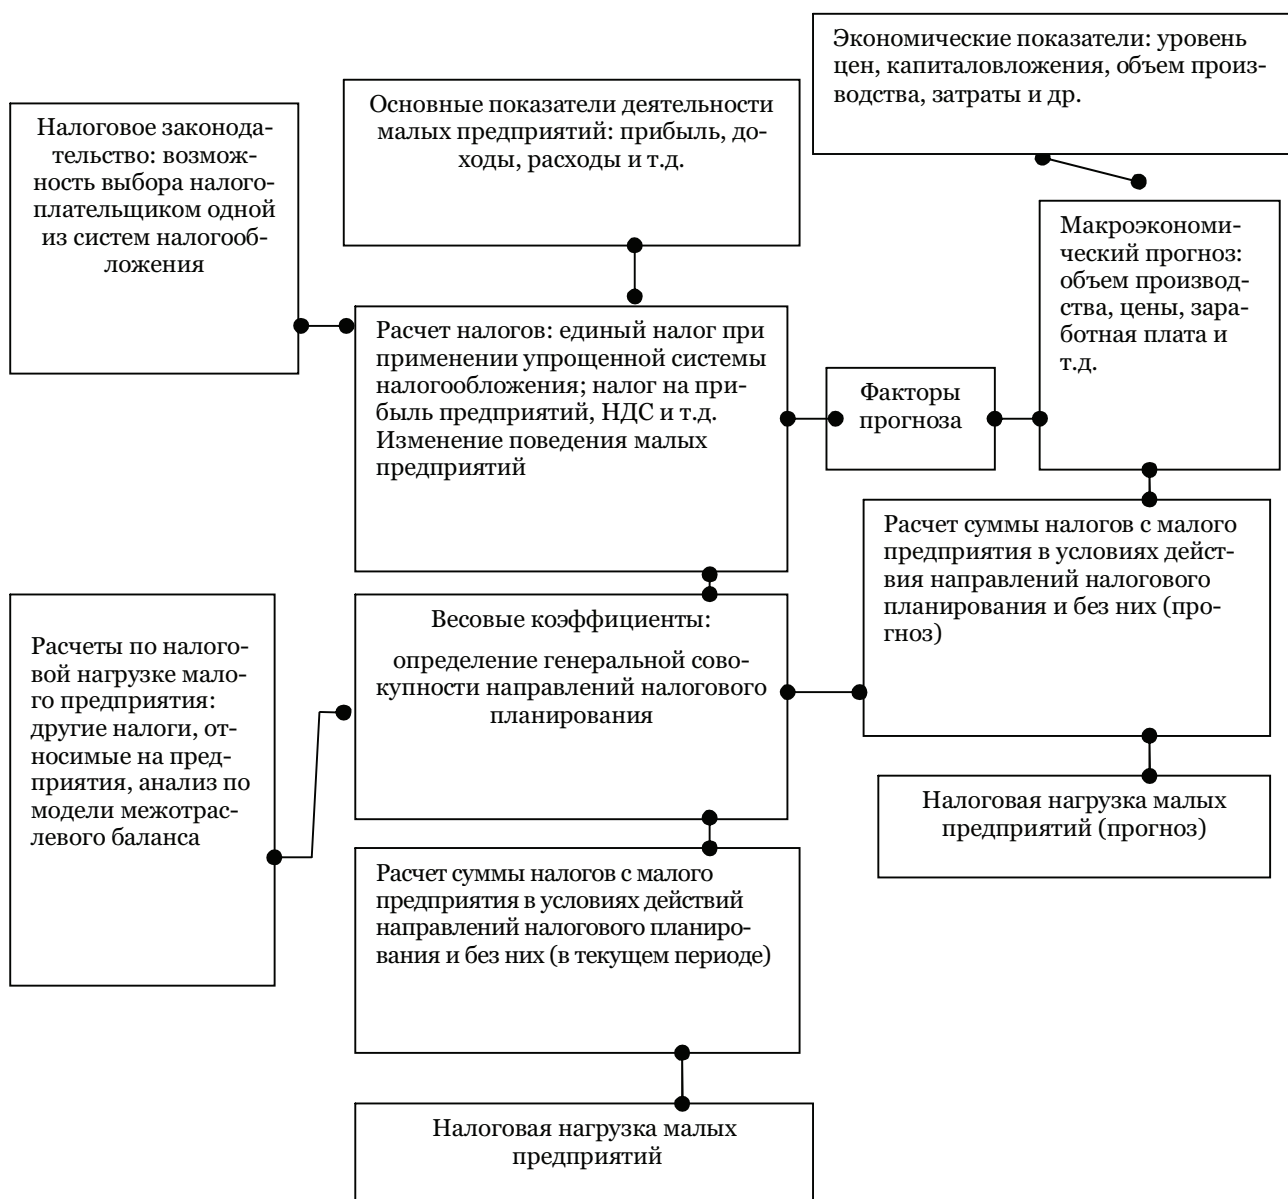 Экономические показатели: уровень
цен, капиталовложения, объем произ-
водства, затраты и др.
Основные показатели деятельности
малых предприятий: прибыль, до-
ходы, расходы и т.д.
Налоговое законода-
тельство: возмож-
ность выбора налого-
плательщиком одной
из систем налогооб-
ложения
Макроэкономи-
ческий прогноз:
объем производ-
ства, цены, зара-
ботная плата и
т.д.
Расчет налогов: единый налог при
применении упрощенной системы
налогообложения; налог на при-
быль предприятий, НДС и т.д.
Изменение поведения малых
предприятий
Факторы
прогноза
Расчет суммы налогов с малого
предприятия в условиях дейст-
вия направлений налогового
планирования и без них (про-
гноз)
Весовые коэффициенты:
определение генеральной сово-
купности направлений налогового
планирования
Расчеты по налого-
вой нагрузке мало-
го предприятия:
другие налоги, от-
носимые на пред-
приятия, анализ по
модели межотрас-
левого баланса
Налоговая нагрузка малых
предприятий (прогноз)
Расчет суммы налогов с малого
предприятия в условиях действий
направлений налогового планиро-
вания и без них (в текущем периоде)
Налоговая нагрузка малых
предприятий